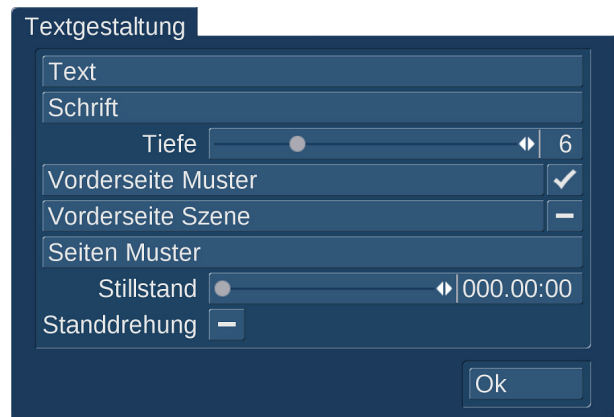 Textgestaltung
Text
Schrift
Tiefe 6
Vorderseite Muster
Vorderseite Szene
Seiten Muster
Stillstand 000.00:00
Standdrehung
Ok